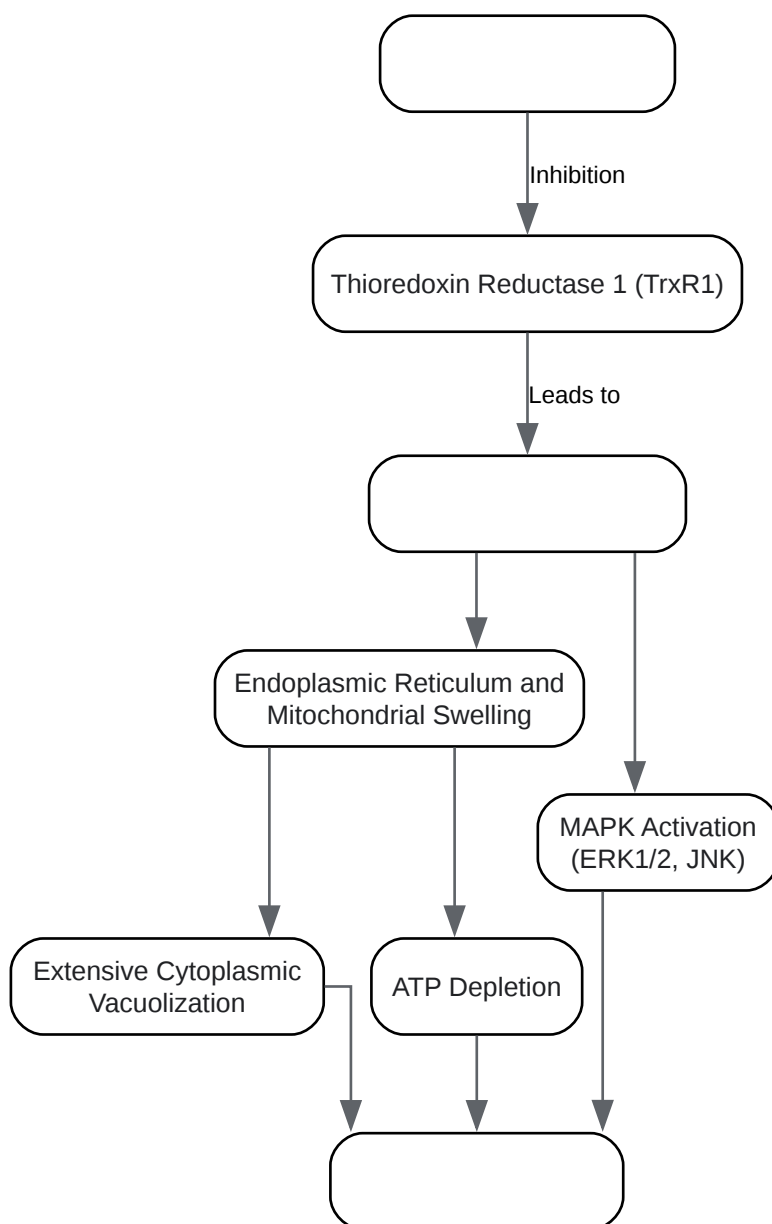 Inhibition
Thioredoxin Reductase 1 (TrxR1)
Leads to
Endoplasmic Reticulum and
Mitochondrial Swelling
MAPK Activation
(ERK1/2, JNK)
Extensive Cytoplasmic
Vacuolization
ATP Depletion